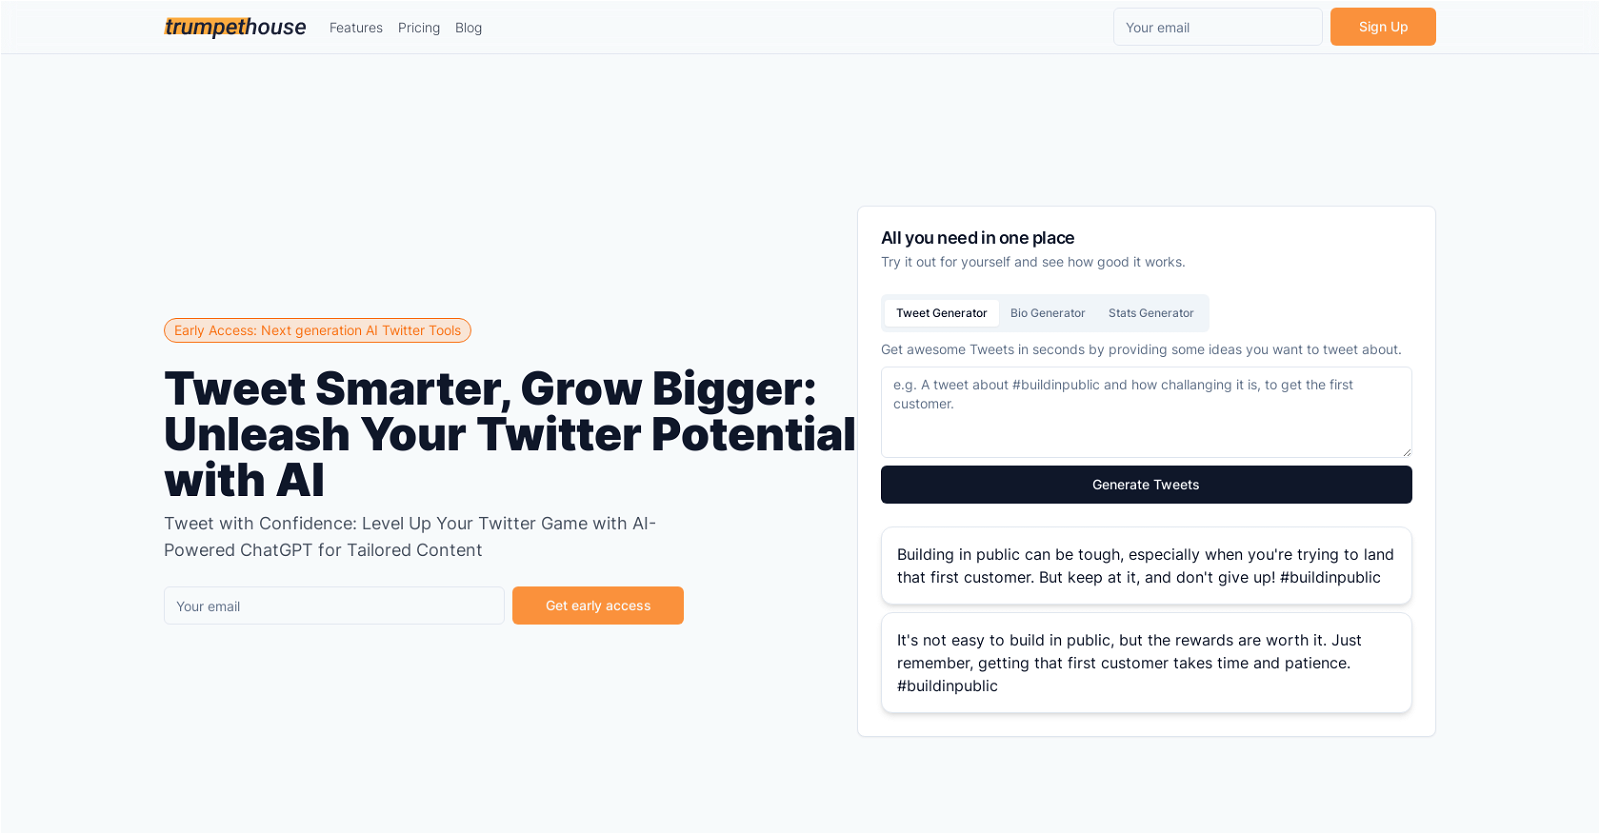 trumpethouse
Features
Pricing
Blog
Your email
Sign Up
Early Access: Next generation AI Twitter Tools
Tweet Smarter, Grow Bigger:
Unleash Your Twitter Potential
with AI
Tweet with Confidence: Level Up Your Twitter Game with AI-
Powered ChatGPT for Tailored Content
Your email
Get early access
All you need in one place
Try it out for yourself and see how good it works.
Tweet Generator
Bio Generator
Stats Generator
Get awesome Tweets in seconds by providing some ideas you want to tweet about.
e.g. A tweet about #buildinpublic and how challanging it is, to get the first
customer.
Generate Tweets
Building in public can be tough, especially when you're trying to land
that first customer. But keep at it, and don't give up! #buildinpublic
It's not easy to build in public, but the rewards are worth it. Just
remember, getting that first customer takes time and patience.
#buildinpublic